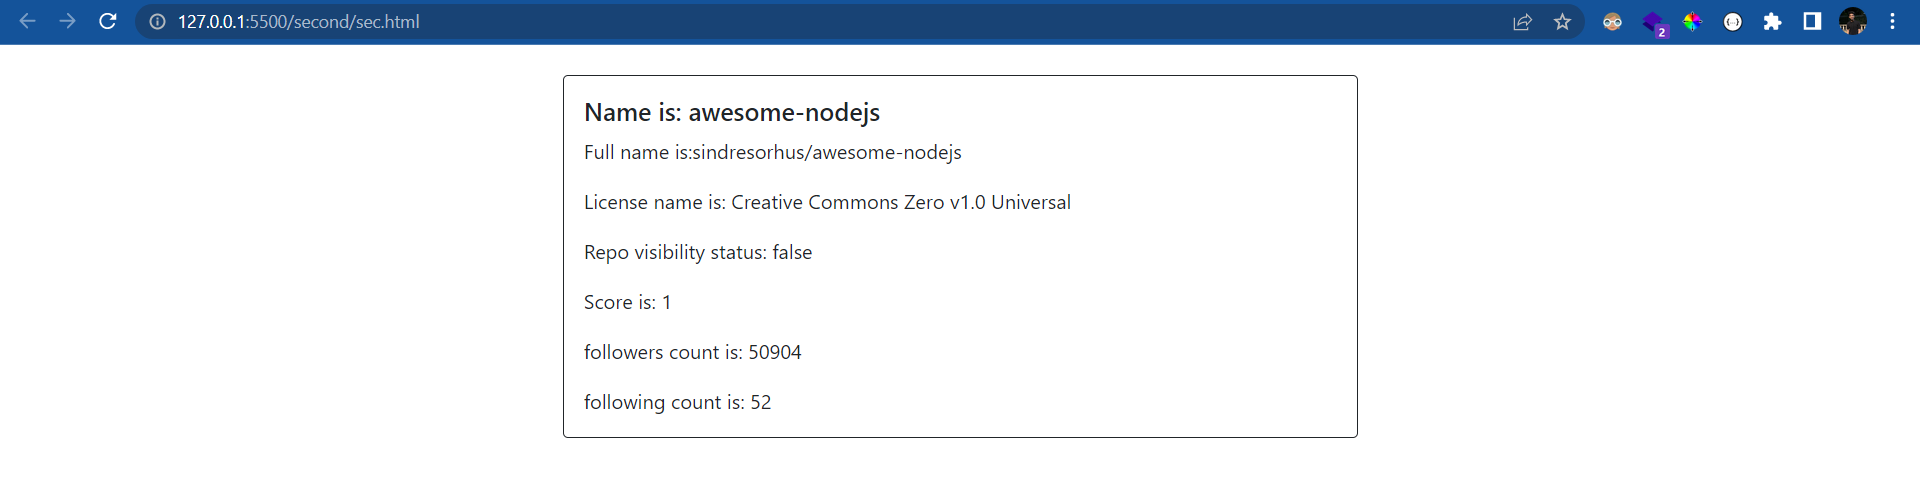 127.0.0.1:5500/second/sec.html
2
Name is: awesome-nodejs
Full name is:sindresorhus/awesome-nodejs
License name is: Creative Commons Zero v1.0 Universal
Repo visibility status: false
Score is: 1
followers count is: 50904
following count is: 52